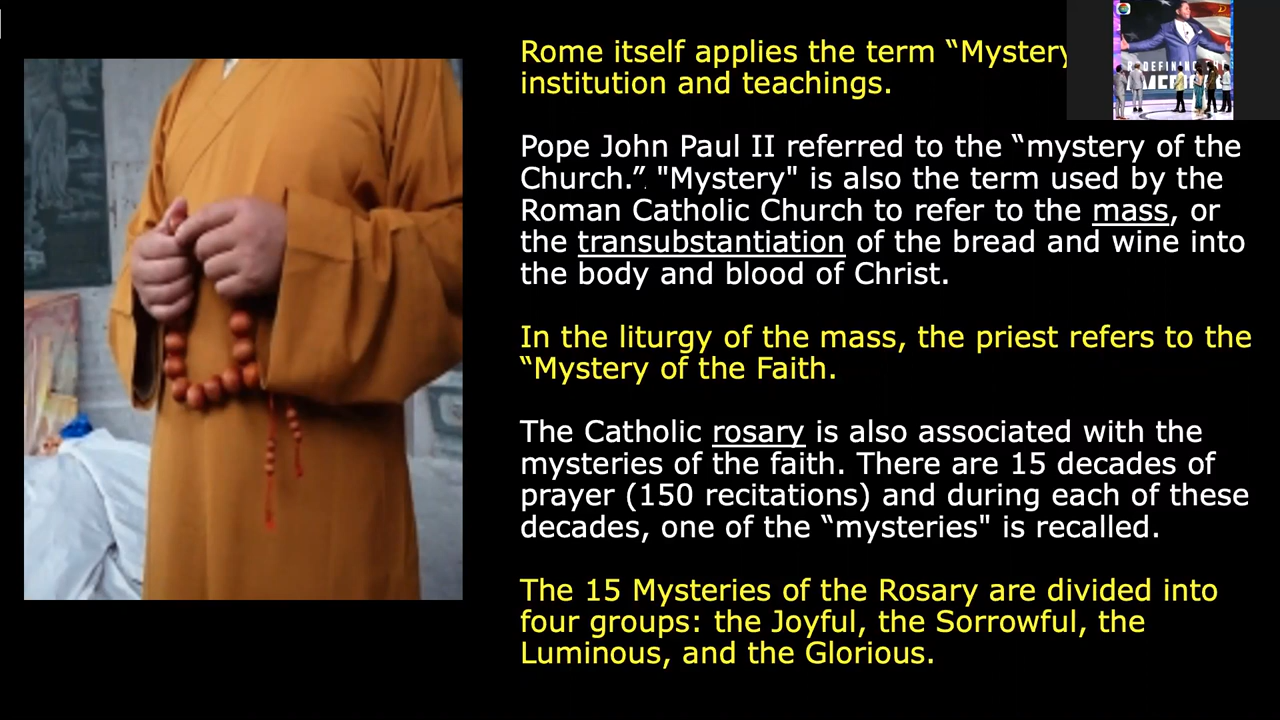 Rome itself applies the term “Mystery
institution and teachings.
Pope John Paul II referred to the “mystery of the
Church.”. "Mystery" is also the term used by the
Roman Catholic Church to refer to the mass, or
the transubstantiation of the bread and wine into
the body and blood of Christ.
In the liturgy of the mass, the priest refers to the
“Mystery of the Faith.
The Catholic rosary is also associated with the
mysteries of the faith. There are 15 decades of
prayer (150 recitations) and during each of these
decades, one of the “mysteries" is recalled.
The 15 Mysteries of the Rosary are divided into
four groups: the Joyful, the Sorrowful, the
Luminous, and the Glorious.